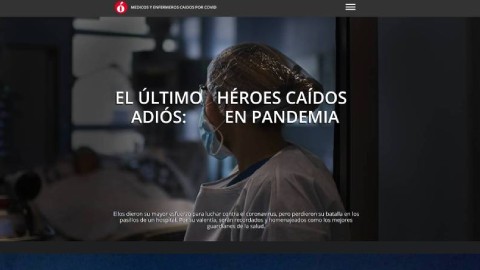 MEDICOS Y ENFERMEROS CAIDOS POR COVID
EL ÚLTIMO ADIÓS:
HÉROES CAÍDOS EN PANDEMIA
Ellos dieron su mayor esfuerzo para luchar contra el coronavirus, pero perdieron su batalla en los
pasillos de un hospital. Por su valentía, serán recordados y homenajeados como los mejores
guardianes de la salud.